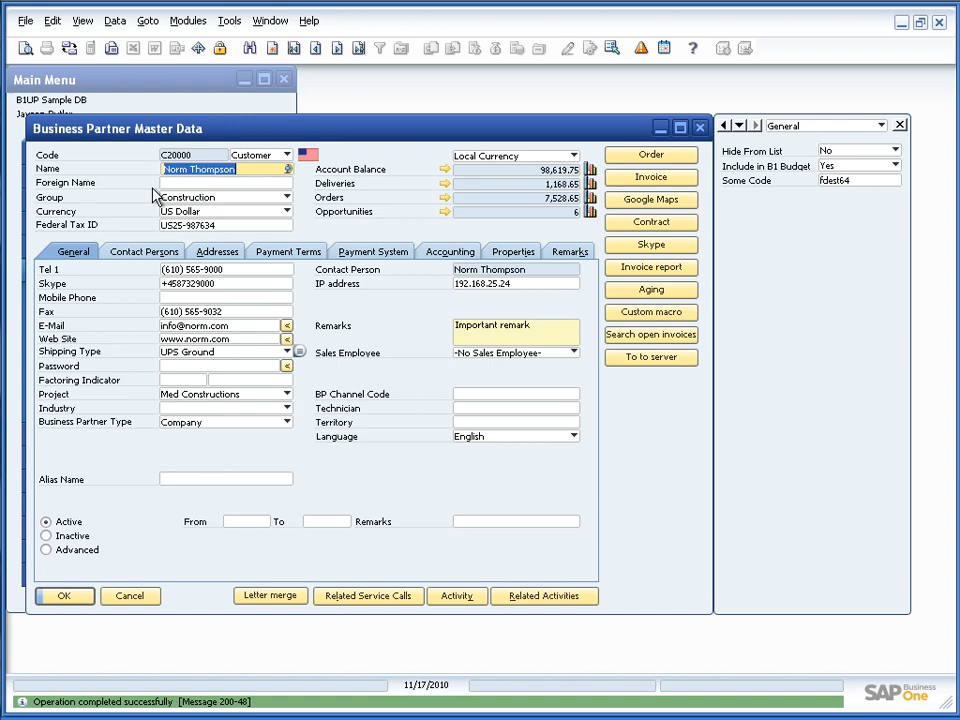 File Edit View Data Goto Modules Tools Window Help
Main Menu
B1UP Sample DB
Business Partner Master Data
General
Code C20000 Customer Local Currency Order
Name Norm Thompson Account Balance 98,619.75 Invoice
Foreign Name Deliveries 1,168.65 Google Maps
Group Construction Orders 7,528.65
Currency US Dollar Opportunities 6 Contract
Federal Tax ID US25-987634
Hide From List No
Include in B1 Budget Yes
Some Code fdest64
General Contact Persons Addresses Payment Terms Payment System Accounting Properties Remarks Skype
Tel 1 (610) 565-9000 Contact Person Norm Thompson Invoice report
Skype +4587329000 IP address 192.168.25.24 Aging
Mobile Phone
Fax (610) 565-9032 Custom macro
E-Mail info@norm.com < Remarks Important remark Search open invoices
Web Site www.norm.com <
Shipping Type UPS Ground Sales Employee -No Sales Employee- To to server
Password <
Factoring Indicator
Project Med Constructions BP Channel Code
Industry Technician
Business Partner Type Company Territory
Language English
Alias Name
Active From To Remarks
Inactive
Advanced
OK Cancel Letter merge Related Service Calls Activity Related Activities
11/17/2010
Operation completed successfully [Message 200-48]
SAP Business One